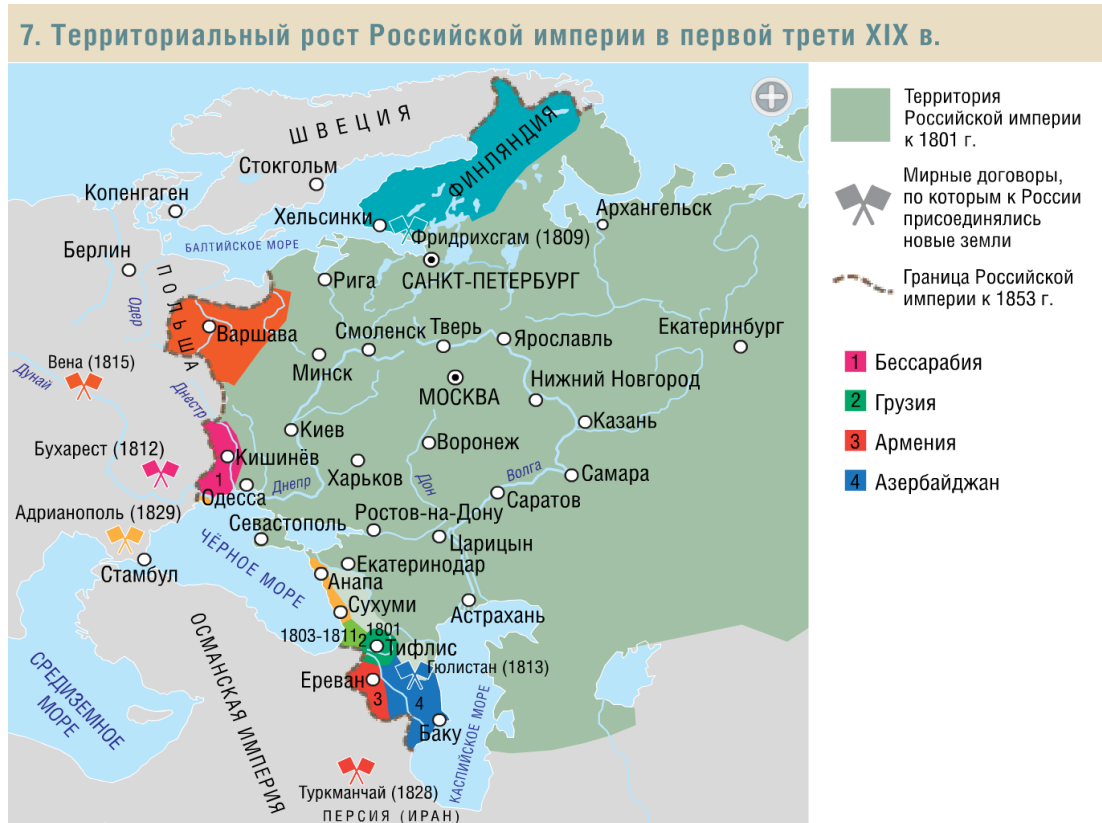 7. Территориальный рост Российской империи в первой трети XIX в.
ШВЕЦИЯ
Стокгольм
Копенгаген
ФИНЛЯНДИЯ
Хельсинки
Архангельск
БАЛТИЙСКОЕ МОРЕ
Фридрихсгам (1809)
Берлин
САНКТ-ПЕТЕРБУРГ
Рига
ПОЛЬША
Одер
Варшава
Смоленск
Тверь
Ярославль
Екатеринбург
Вена (1815)
Дунай
Минск
МОСКВА
Нижний Новгород
Днестр
Казань
Киев
Воронеж
Бухарест (1812)
Кишинёв
1
Харьков
Дон
Волга
Самара
Одесса
Днепр
Саратов
Адрианополь (1829)
Севастополь
Ростов-на-Дону
Царицын
Стамбул
ЧЁРНОЕ МОРЕ
Екатеринодар
Анапа
Сухуми
Астрахань
1803-1811
2
1801
Тифлис
Гюлистан (1813)
Ереван
3
4
Баку
ОСМАНСКАЯ ИМПЕРИЯ
СРЕДИЗЕМНОЕ
МОРЕ
КАСПИЙСКОЕ МОРЕ
Туркманчай (1828)
ПЕРСИЯ (ИРАН)
Территория
Российской империи
к 1801 г.
Мирные договоры,
по которым к России
присоединялись
новые земли
Граница Российской
империи к 1853 г.
1 Бессарабия
2 Грузия
3 Армения
4 Азербайджан